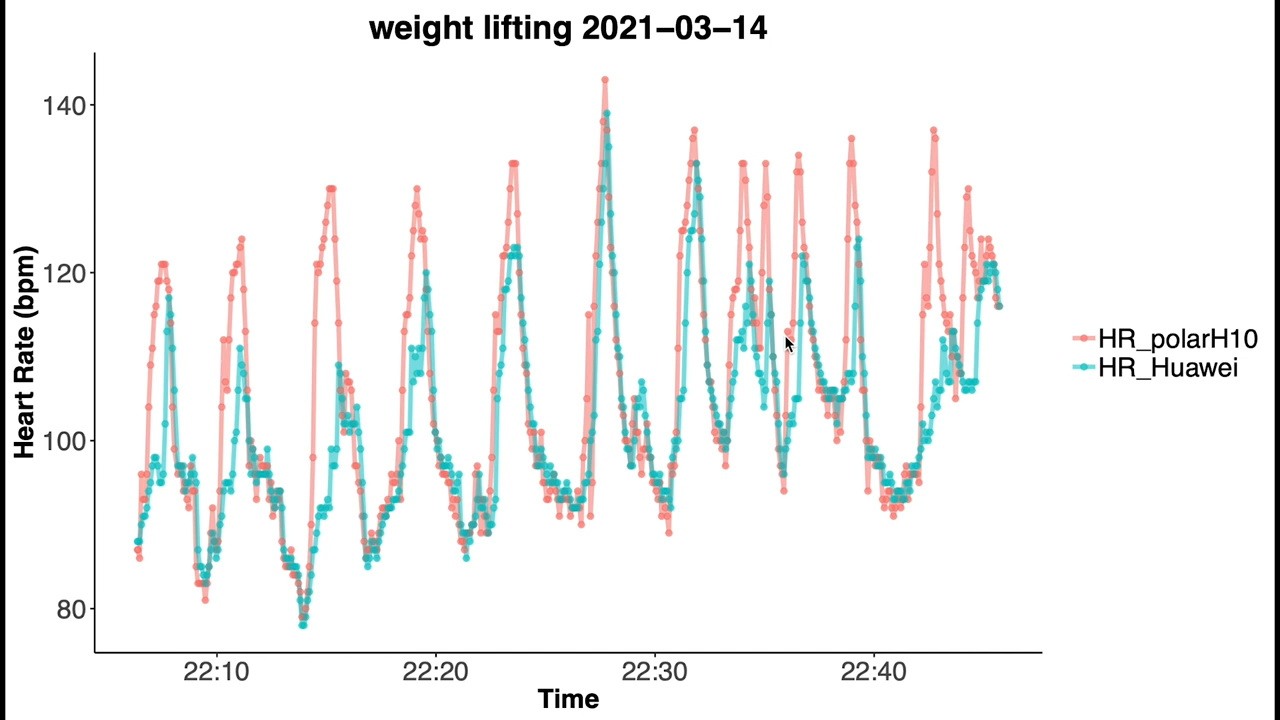 weight lifting 2021−03−14
Heart Rate (bpm)
140
120
100
80
22:10
22:20
22:30
22:40
Time
HR_polarH10
HR_Huawei